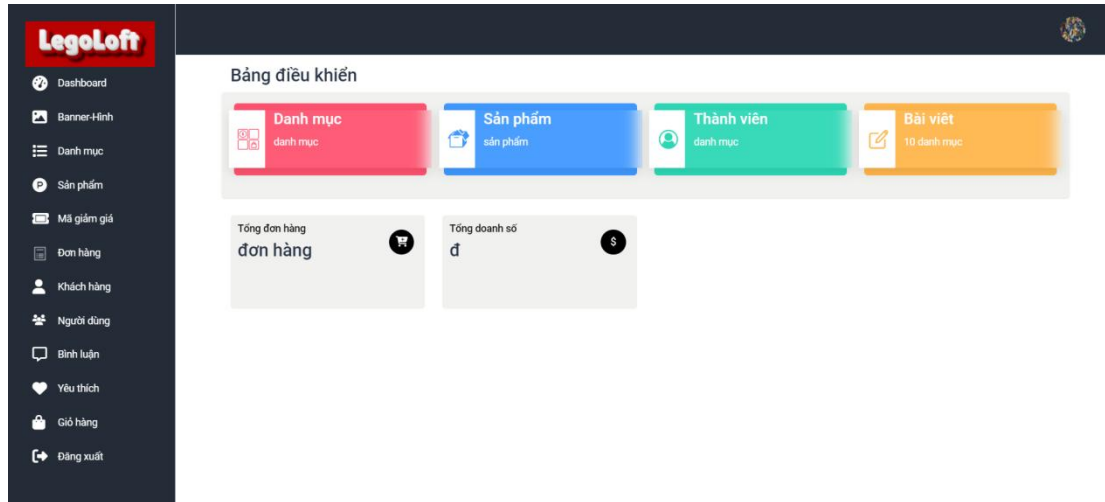 LegoLoft
Dashboard
Banner-Hình
Danh mục
Sản phẩm
Mã giảm giá
Đơn hàng
Khách hàng
Người dùng
Bình luận
Yêu thích
Giỏ hàng
Đăng xuất
Bảng điều khiển
Danh mục
danh mục
Sản phẩm
sản phẩm
Thành viên
danh mục
Bài viêt
10 danh mục
Tổng đơn hàng
đơn hàng
Tổng doanh số
đ